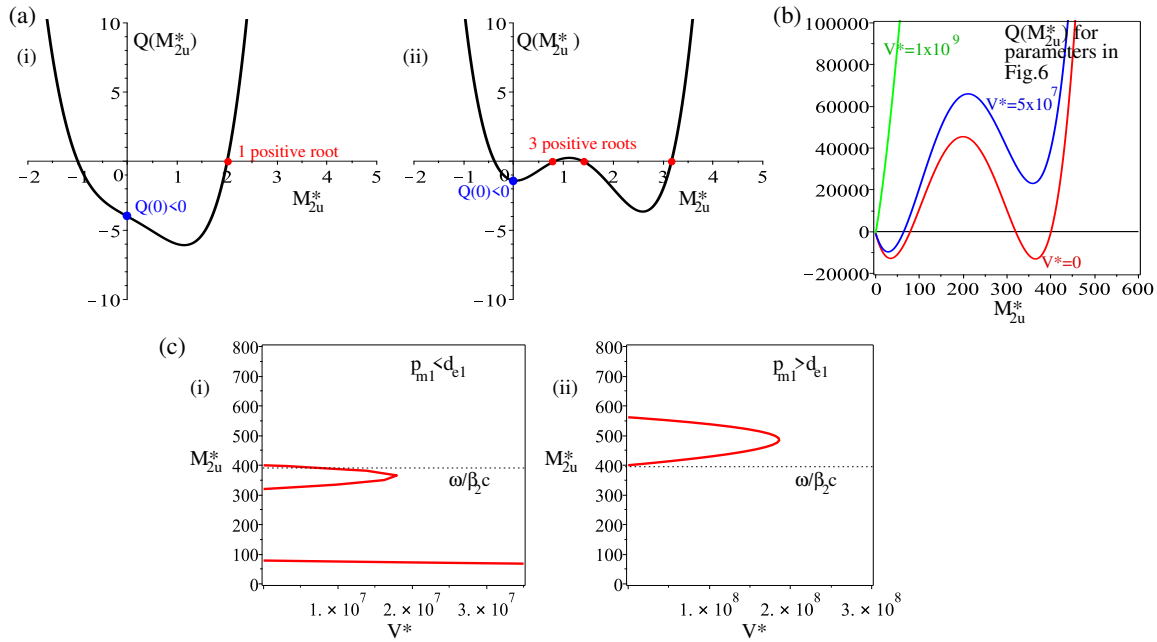 (a)
(i)
10
Q(M*2u)
5
1 positive root
−2
−1
0
1
2
3
4
5
M*2u
Q(0)<0
−5
−10
(ii)
10
Q(M*2u)
5
3 positive roots
−2
−1
0
1
2
3
4
5
M*2u
Q(0)<0
−5
−10
(b)
100000
80000
60000
40000
20000
0
−20000
V*=1x10^9
Q(M*2u) for
parameters in
Fig.6
V*=5x10^7
V*=0
0 100 200 300 400 500 600
M*2u
(c)
(i)
800
700
600
500
400
300
200
100
0
M*2u
pm1<de1
ω/β2c
1. × 10^7 2. × 10^7 3. × 10^7
V*
(ii)
800
700
600
500
400
300
200
100
0
M*2u
pm1>de1
ω/β2c
1. × 10^8 2. × 10^8 3. × 10^8
V*